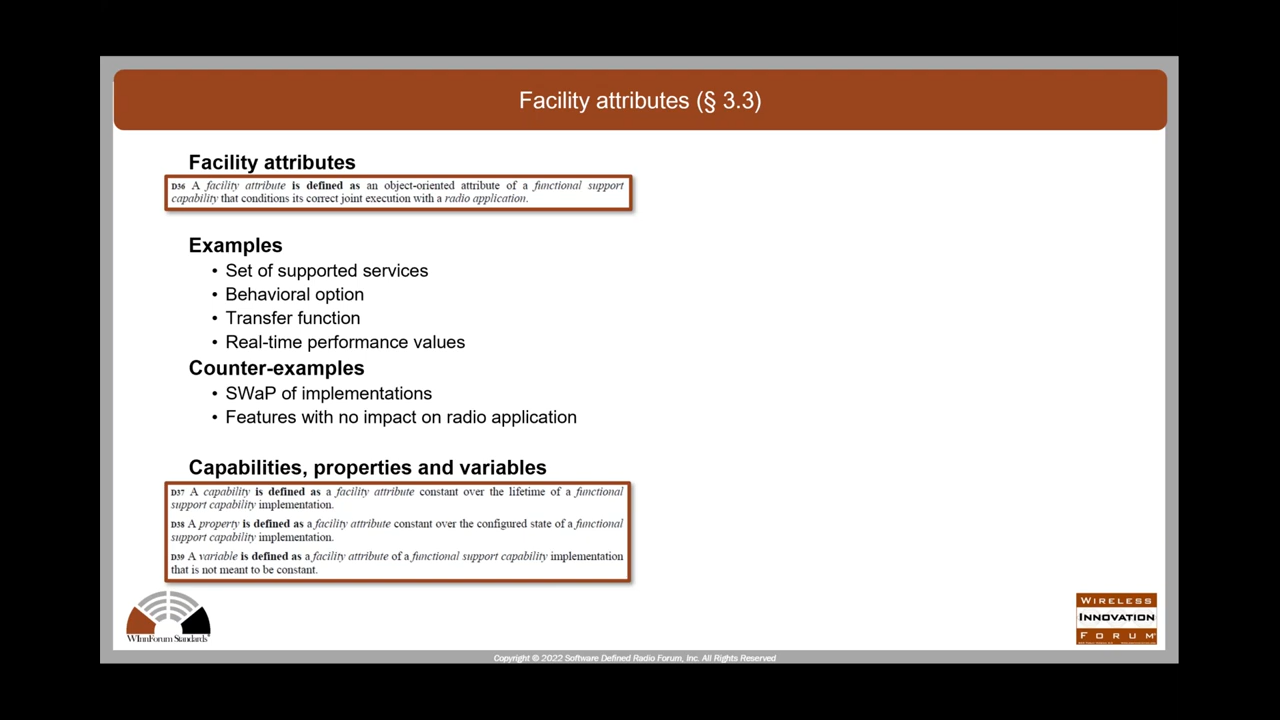 Facility attributes (§ 3.3)
Facility attributes
D36 A facility attribute is defined as an object-oriented attribute of a functional support
capability that conditions its correct joint execution with a radio application.
Examples
• Set of supported services
• Behavioral option
• Transfer function
• Real-time performance values
Counter-examples
• SWaP of implementations
• Features with no impact on radio application
Capabilities, properties and variables
D37 A capability is defined as a facility attribute constant over the lifetime of a functional
support capability implementation.
D38 A property is defined as a facility attribute constant over the configured state of a functional
support capability implementation.
D39 A variable is defined as a facility attribute of a functional support capability implementation
that is not meant to be constant.
WInnForum Standards
WIRELESS
INNOVATION
FORUM
Copyright © 2022 Software Defined Radio Forum, Inc. All Rights Reserved